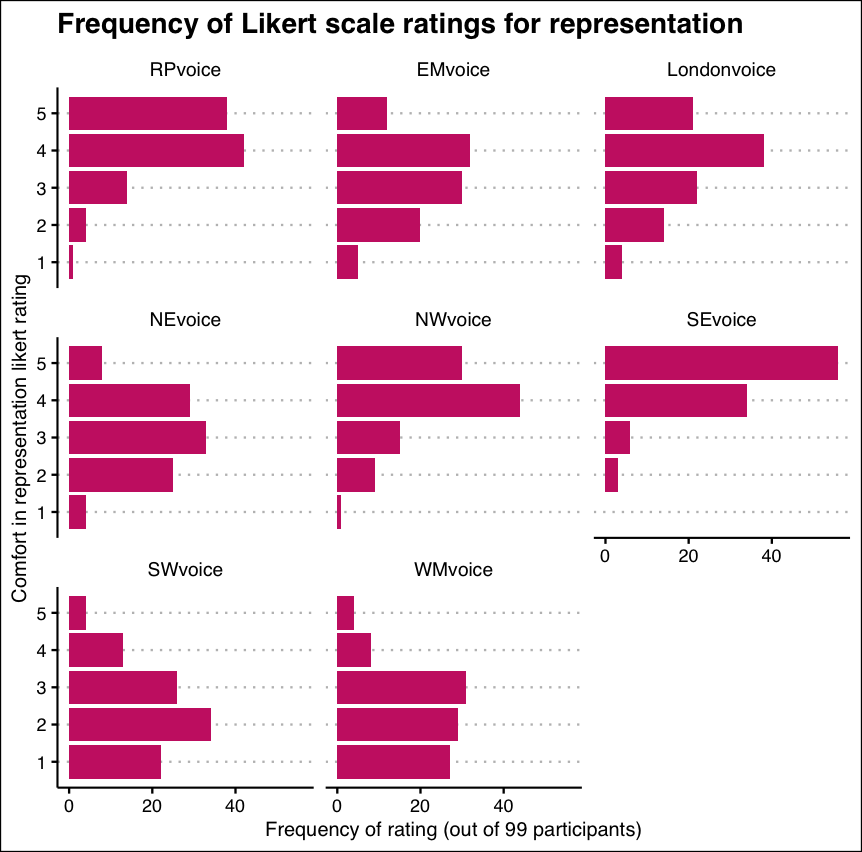 Frequency of Likert scale ratings for representation
RPvoice
EMvoice
Londonvoice
5
4
3
2
1
NEvoice
NWvoice
SEvoice
5
4
3
2
1
0 20 40
SWvoice
WMvoice
5
4
3
2
1
0 20 40
0 20 40
Frequency of rating (out of 99 participants)
Comfort in representation likert rating